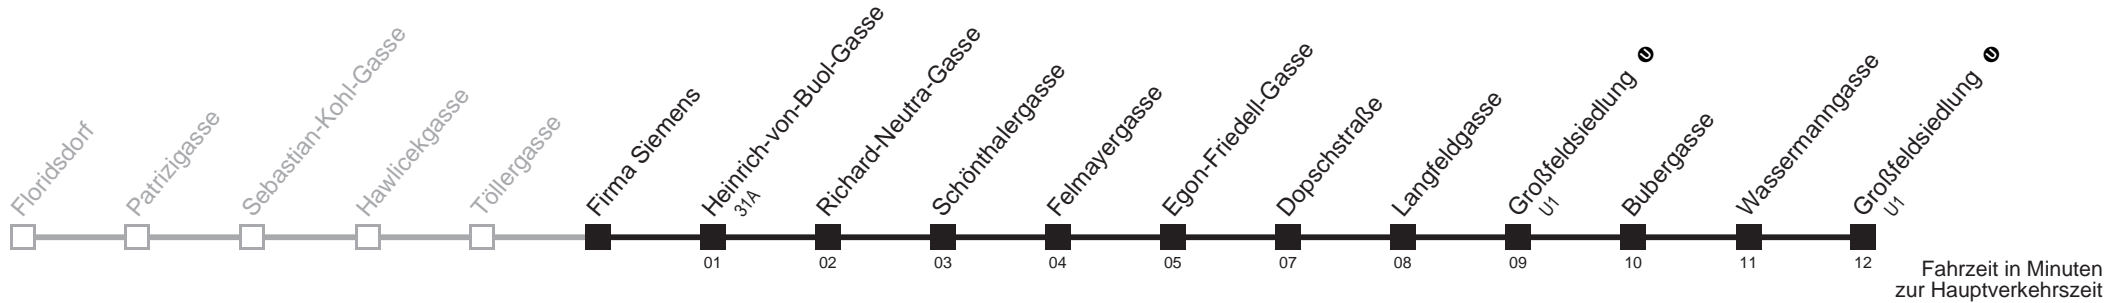 Floridsdorf
Patrizigasse
Sebastian-Kohl-Gasse
Hawlicekgasse
Töllergasse
Firma Siemens
Heinrich-von-Buol-Gasse
31A
Richard-Neutra-Gasse
Schönthalergasse
Felmayergasse
Egon-Friedell-Gasse
Dopschstraße
Langfeldgasse
Großfeldsiedlung U
U1
Bubergasse
Wassermanngasse
Großfeldsiedlung U
U1
01 02 03 04 05 07 08 09 10 11 12
Fahrzeit in Minuten
zur Hauptverkehrszeit